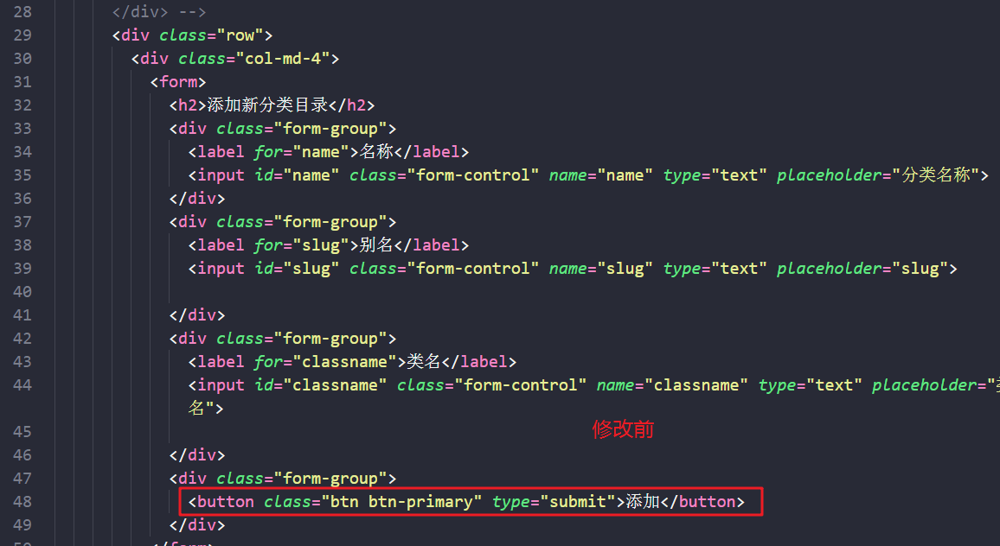 28 </div> -->
29 <div class="row">
30 <div class="col-md-4">
31 <form>
32 <h2>添加新分类目录</h2>
33 <div class="form-group">
34 <label for="name">名称</label>
35 <input id="name" class="form-control" name="name" type="text" placeholder="分类名称">
36 </div>
37 <div class="form-group">
38 <label for="slug">别名</label>
39 <input id="slug" class="form-control" name="slug" type="text" placeholder="slug">
40
41 </div>
42 <div class="form-group">
43 <label for="classname">类名</label>
44 <input id="classname" class="form-control" name="classname" type="text" placeholder="
名">
修改前
45
46 </div>
47 <div class="form-group">
48 <button class="btn btn-primary" type="submit">添加</button>
49 </div>